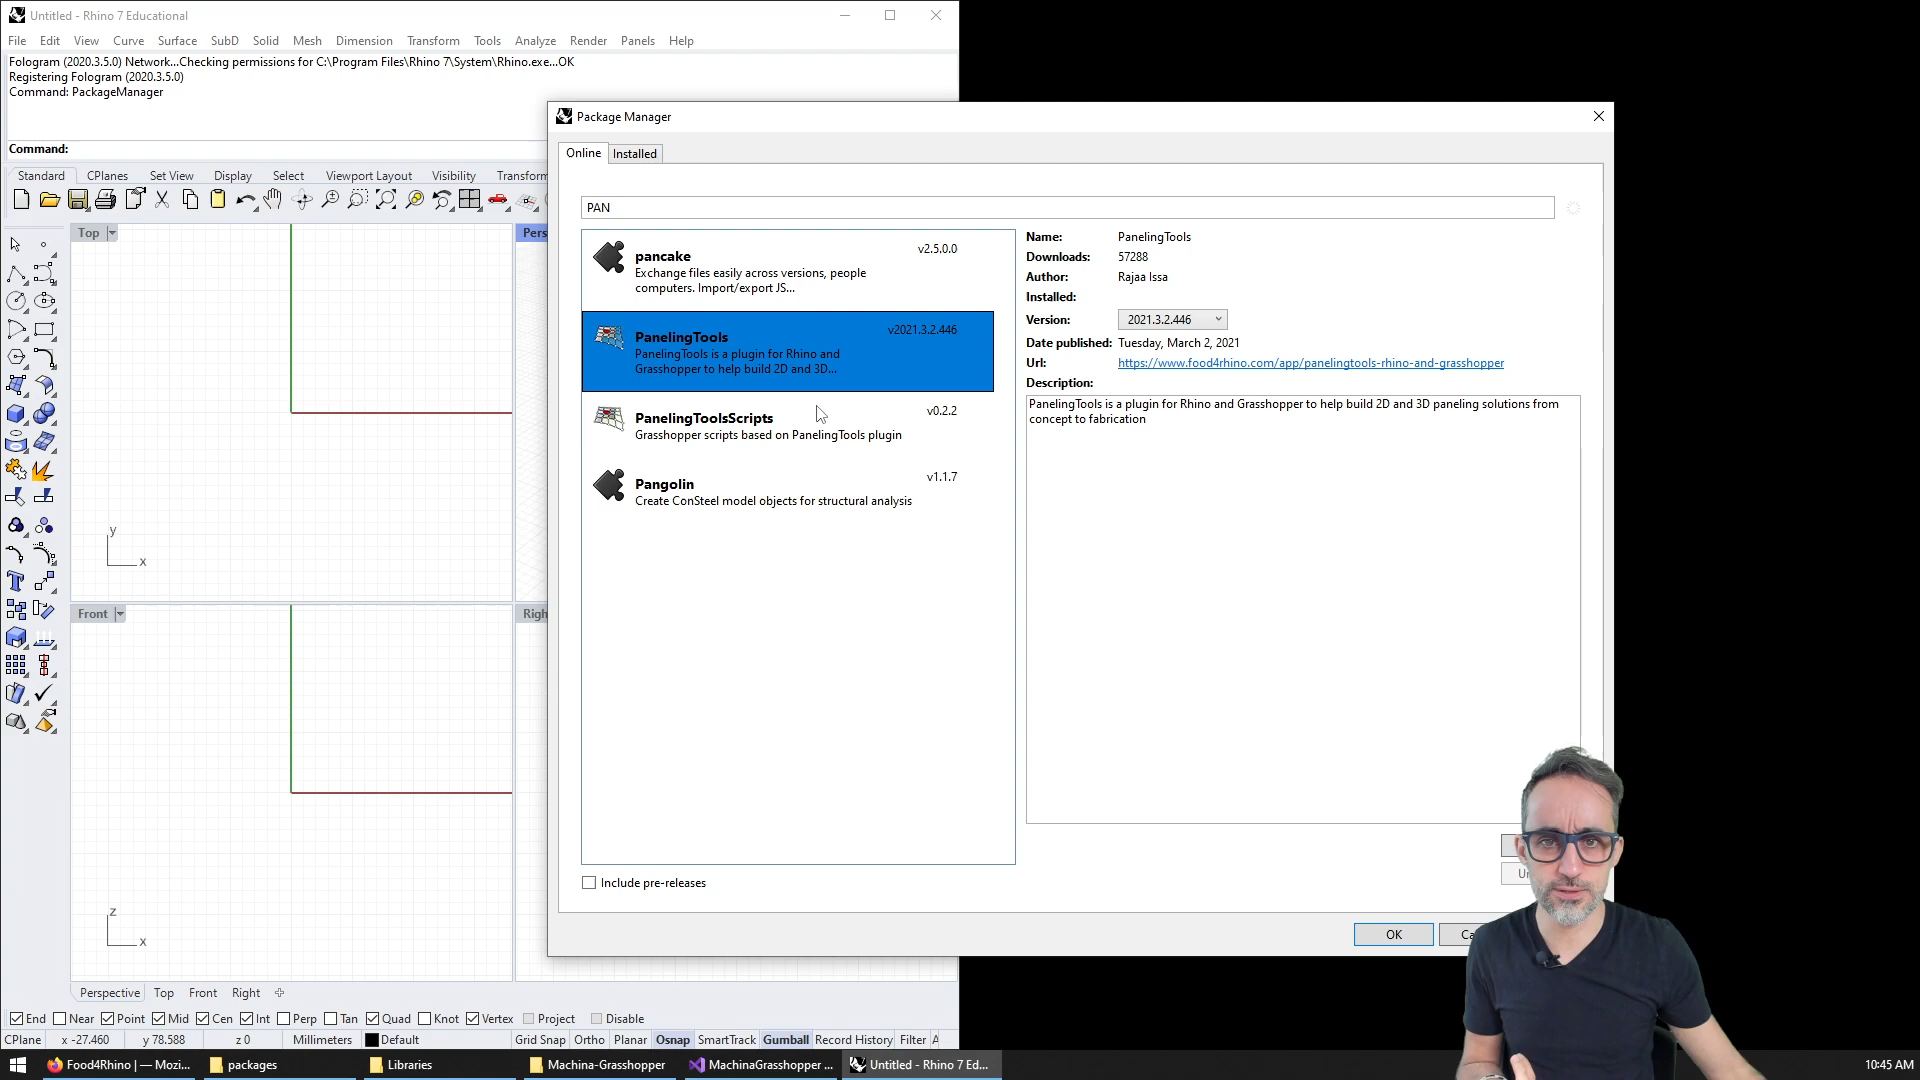 Untitled - Rhino 7 Educational
File Edit View Curve Surface SubD Solid Mesh Dimension Transform Tools Analyze Render Panels Help
Fologram (2020.3.5.0) Network...Checking permissions for C:\Program Files\Rhino 7\System\Rhino.exe...OK
Registering Fologram (2020.3.5.0)
Command: PackageManager
Command:
Standard CPlanes Set View Display Select Viewport Layout Visibility Transform
Top
Pers
y
x
Front
Righ
z
x
Package Manager
Online Installed
PAN
pancake v2.5.0.0
Exchange files easily across versions, people
computers. Import/export JS...
PanelingTools v2021.3.2.446
PanelingTools is a plugin for Rhino and
Grasshopper to help build 2D and 3D...
PanelingToolsScripts v0.2.2
Grasshopper scripts based on PanelingTools plugin
Pangolin v1.1.7
Create ConSteel model objects for structural analysis
Include pre-releases
Name: PanelingTools
Downloads: 57288
Author: Rajaa Issa
Installed:
Version: 2021.3.2.446
Date published: Tuesday, March 2, 2021
Url: https://www.food4rhino.com/app/panelingtools-rhino-and-grasshopper
Description:
PanelingTools is a plugin for Rhino and Grasshopper to help build 2D and 3D paneling solutions from
concept to fabrication
Un
OK Ca
Perspective Top Front Right
End Near Point Mid Cen Int Perp Tan Quad Knot Vertex Project Disable
CPlane x -27.460 y 78.588 z 0 Millimeters Default Grid Snap Ortho Planar Osnap SmartTrack Gumball Record History Filter A
Food4Rhino | — Mozi... packages Libraries Machina-Grasshopper MachinaGrasshopper ... Untitled - Rhino 7 Ed... 10:45 AM